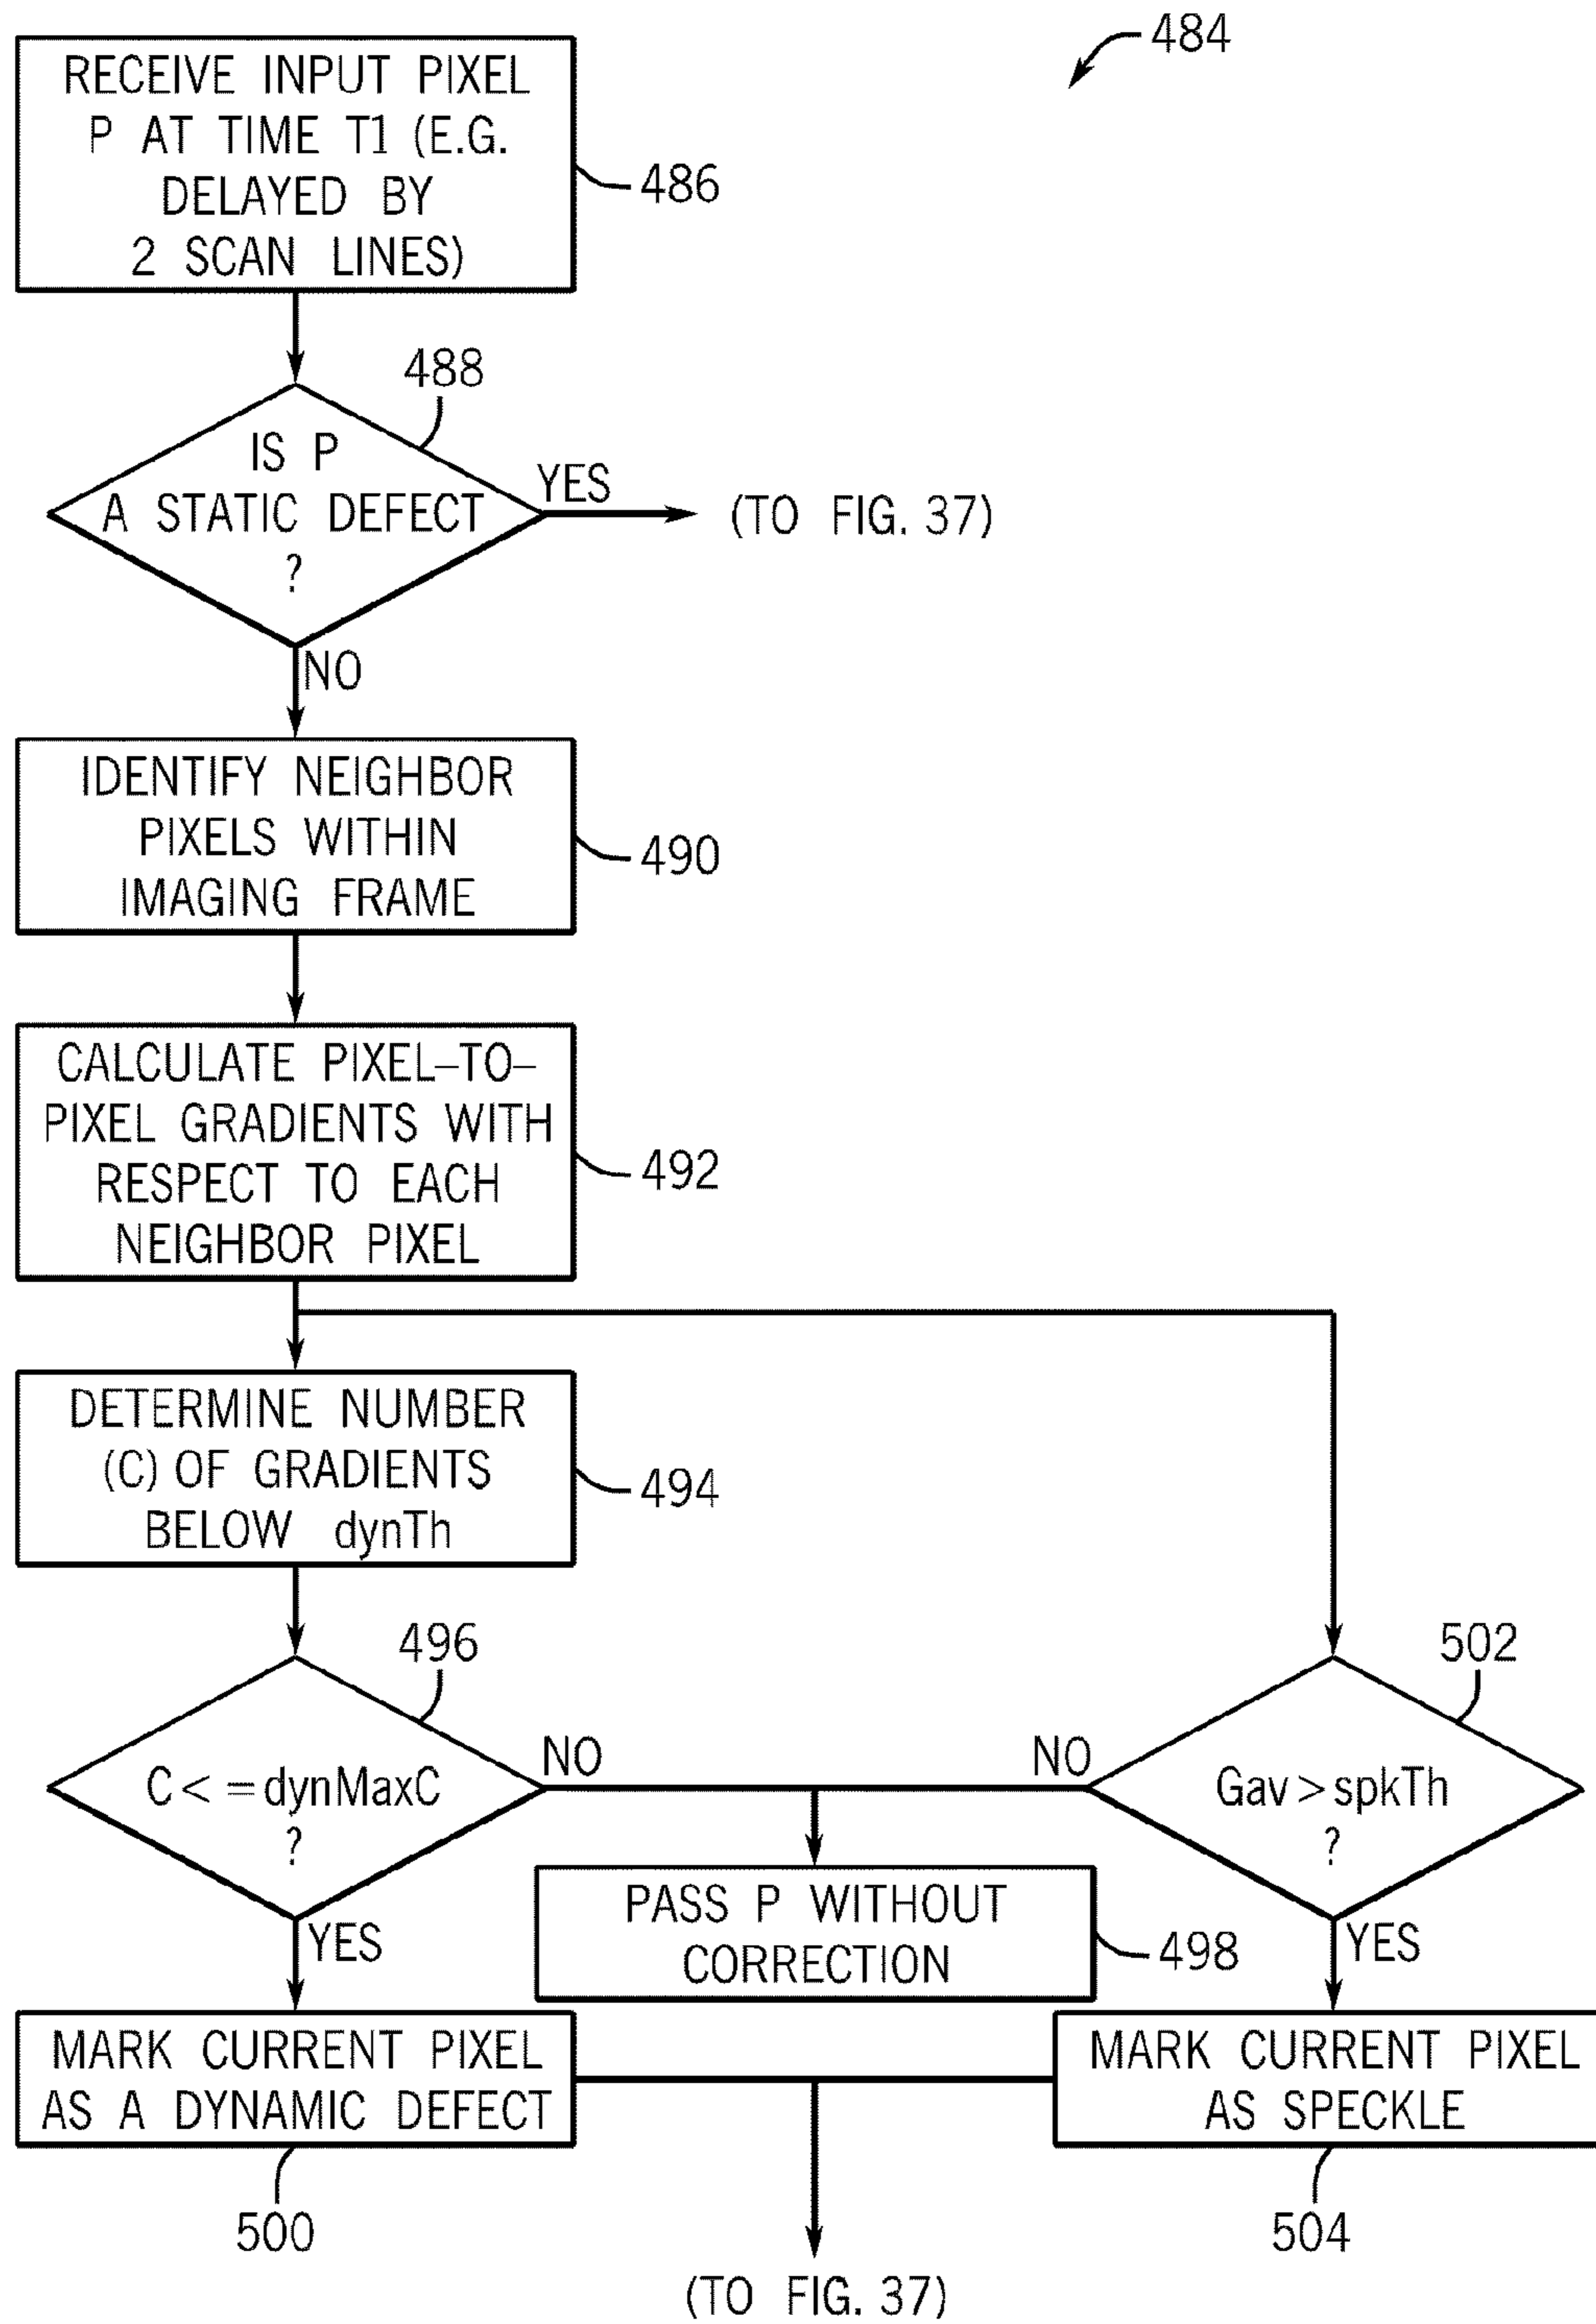 484
RECEIVE INPUT PIXEL
P AT TIME T1 (E.G.
DELAYED BY
2 SCAN LINES)
486
488
IS P
A STATIC DEFECT
?
YES
(TO FIG. 37)
NO
IDENTIFY NEIGHBOR
PIXELS WITHIN
IMAGING FRAME
490
CALCULATE PIXEL–TO–
PIXEL GRADIENTS WITH
RESPECT TO EACH
NEIGHBOR PIXEL
492
DETERMINE NUMBER
(C) OF GRADIENTS
BELOW dynTh
494
496
C < = dynMaxC
?
NO
YES
502
Gav > spkTh
?
NO
YES
PASS P WITHOUT
CORRECTION
498
MARK CURRENT PIXEL
AS A DYNAMIC DEFECT
500
MARK CURRENT PIXEL
AS SPECKLE
504
(TO FIG. 37)